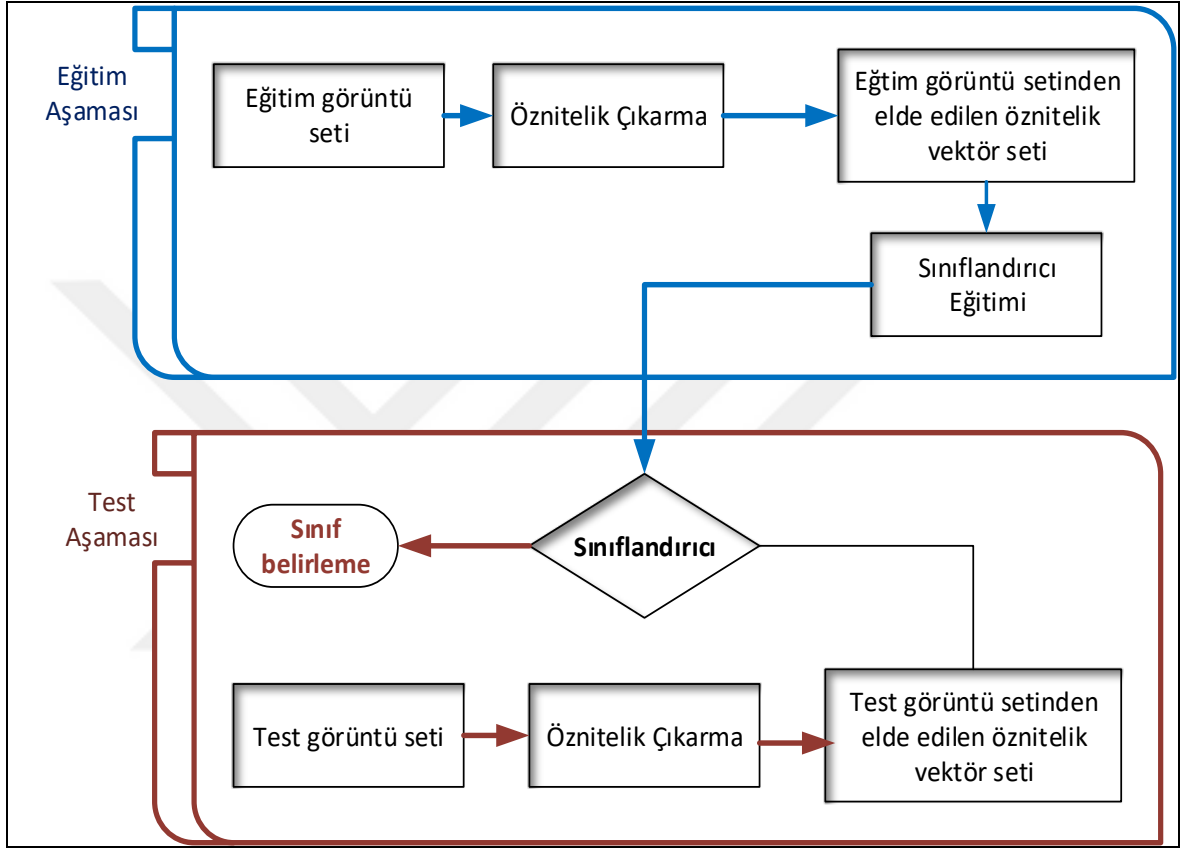 Eğitim
Aşaması
Eğitim görüntü
seti
Öznitelik Çıkarma
Eğtim görüntü setinden
elde edilen öznitelik
vektör seti
Sınıflandırıcı
Eğitimi
Test
Aşaması
Sınıf
belirleme
Sınıflandırıcı
Test görüntü seti
Öznitelik Çıkarma
Test görüntü setinden
elde edilen öznitelik
vektör seti